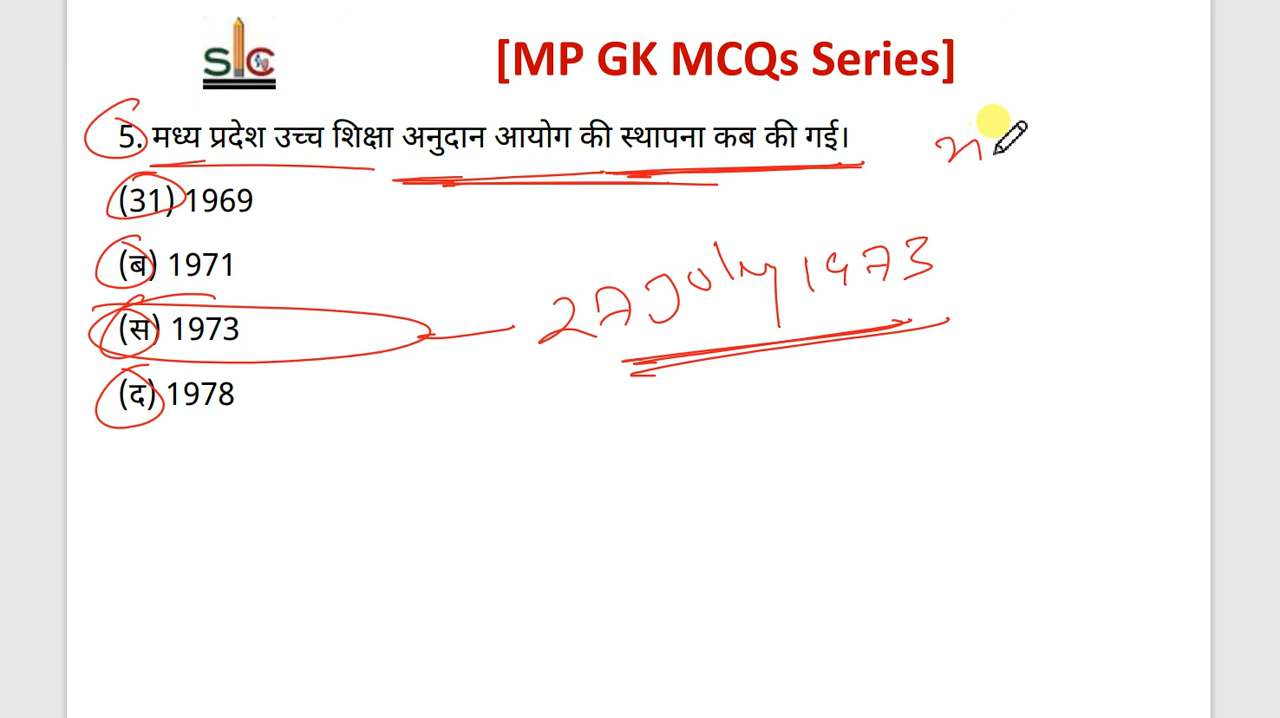 SIC
[MP GK MCQs Series]
5. मध्य प्रदेश उच्च शिक्षा अनुदान आयोग की स्थापना कब की गई।
(31) 1969
(ब) 1971
(स) 1973
27 July 1973
(द) 1978